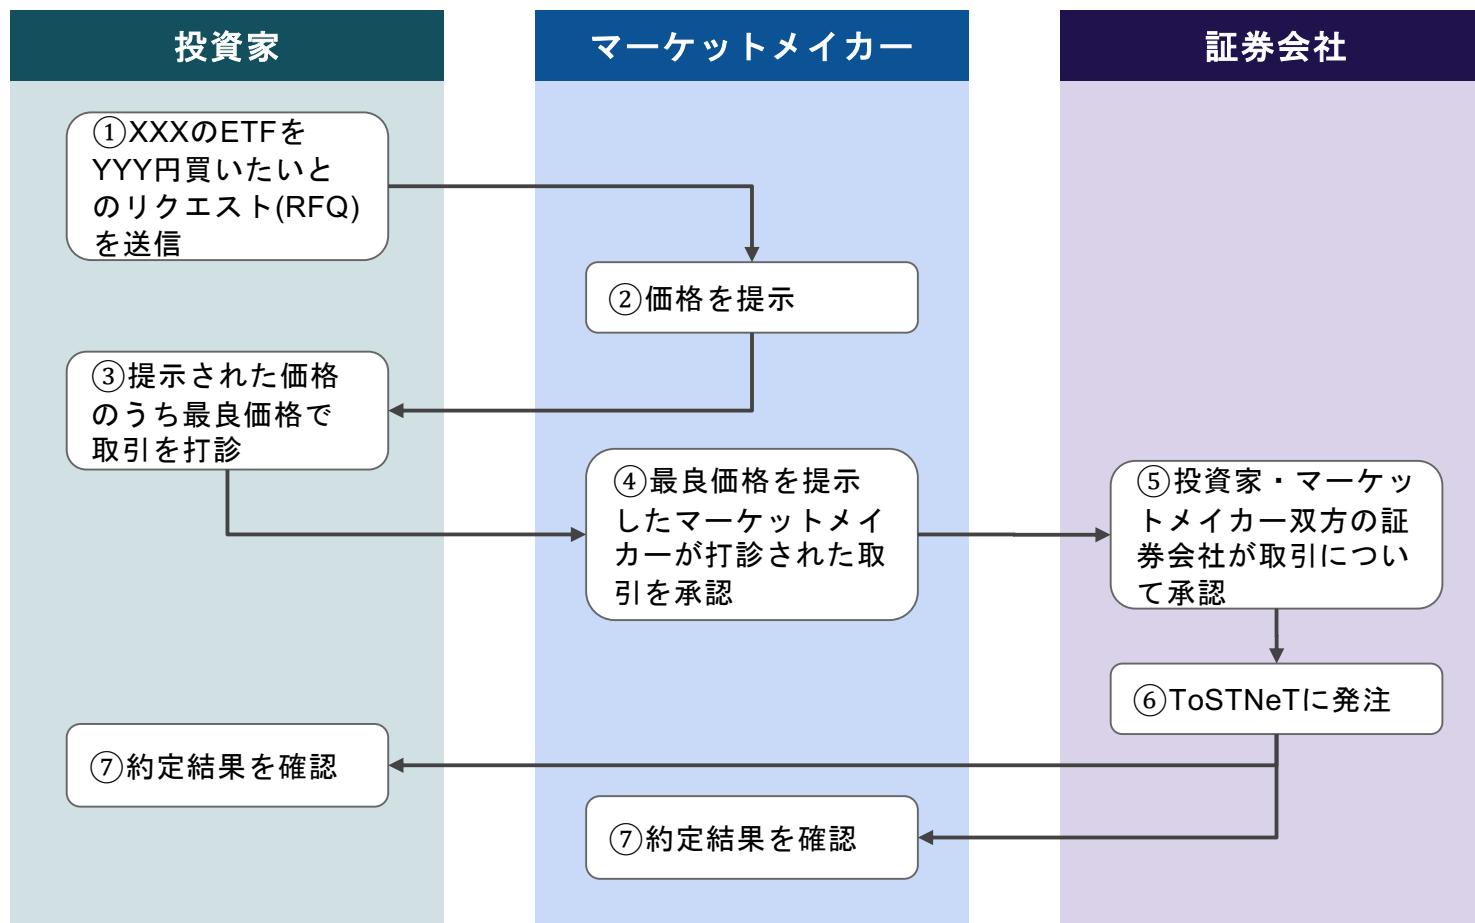 投資家
マーケットメイカー
証券会社
①XXXのETFを
YYY円買いたいと
のリクエスト(RFQ)
を送信
②価格を提示
③提示された価格
のうち最良価格で
取引を打診
④最良価格を提示
したマーケットメイ
カーが打診された取
引を承認
⑤投資家・マーケッ
トメイカー双方の証
券会社が取引につい
て承認
⑥ToSTNeTに発注
⑦約定結果を確認
⑦約定結果を確認